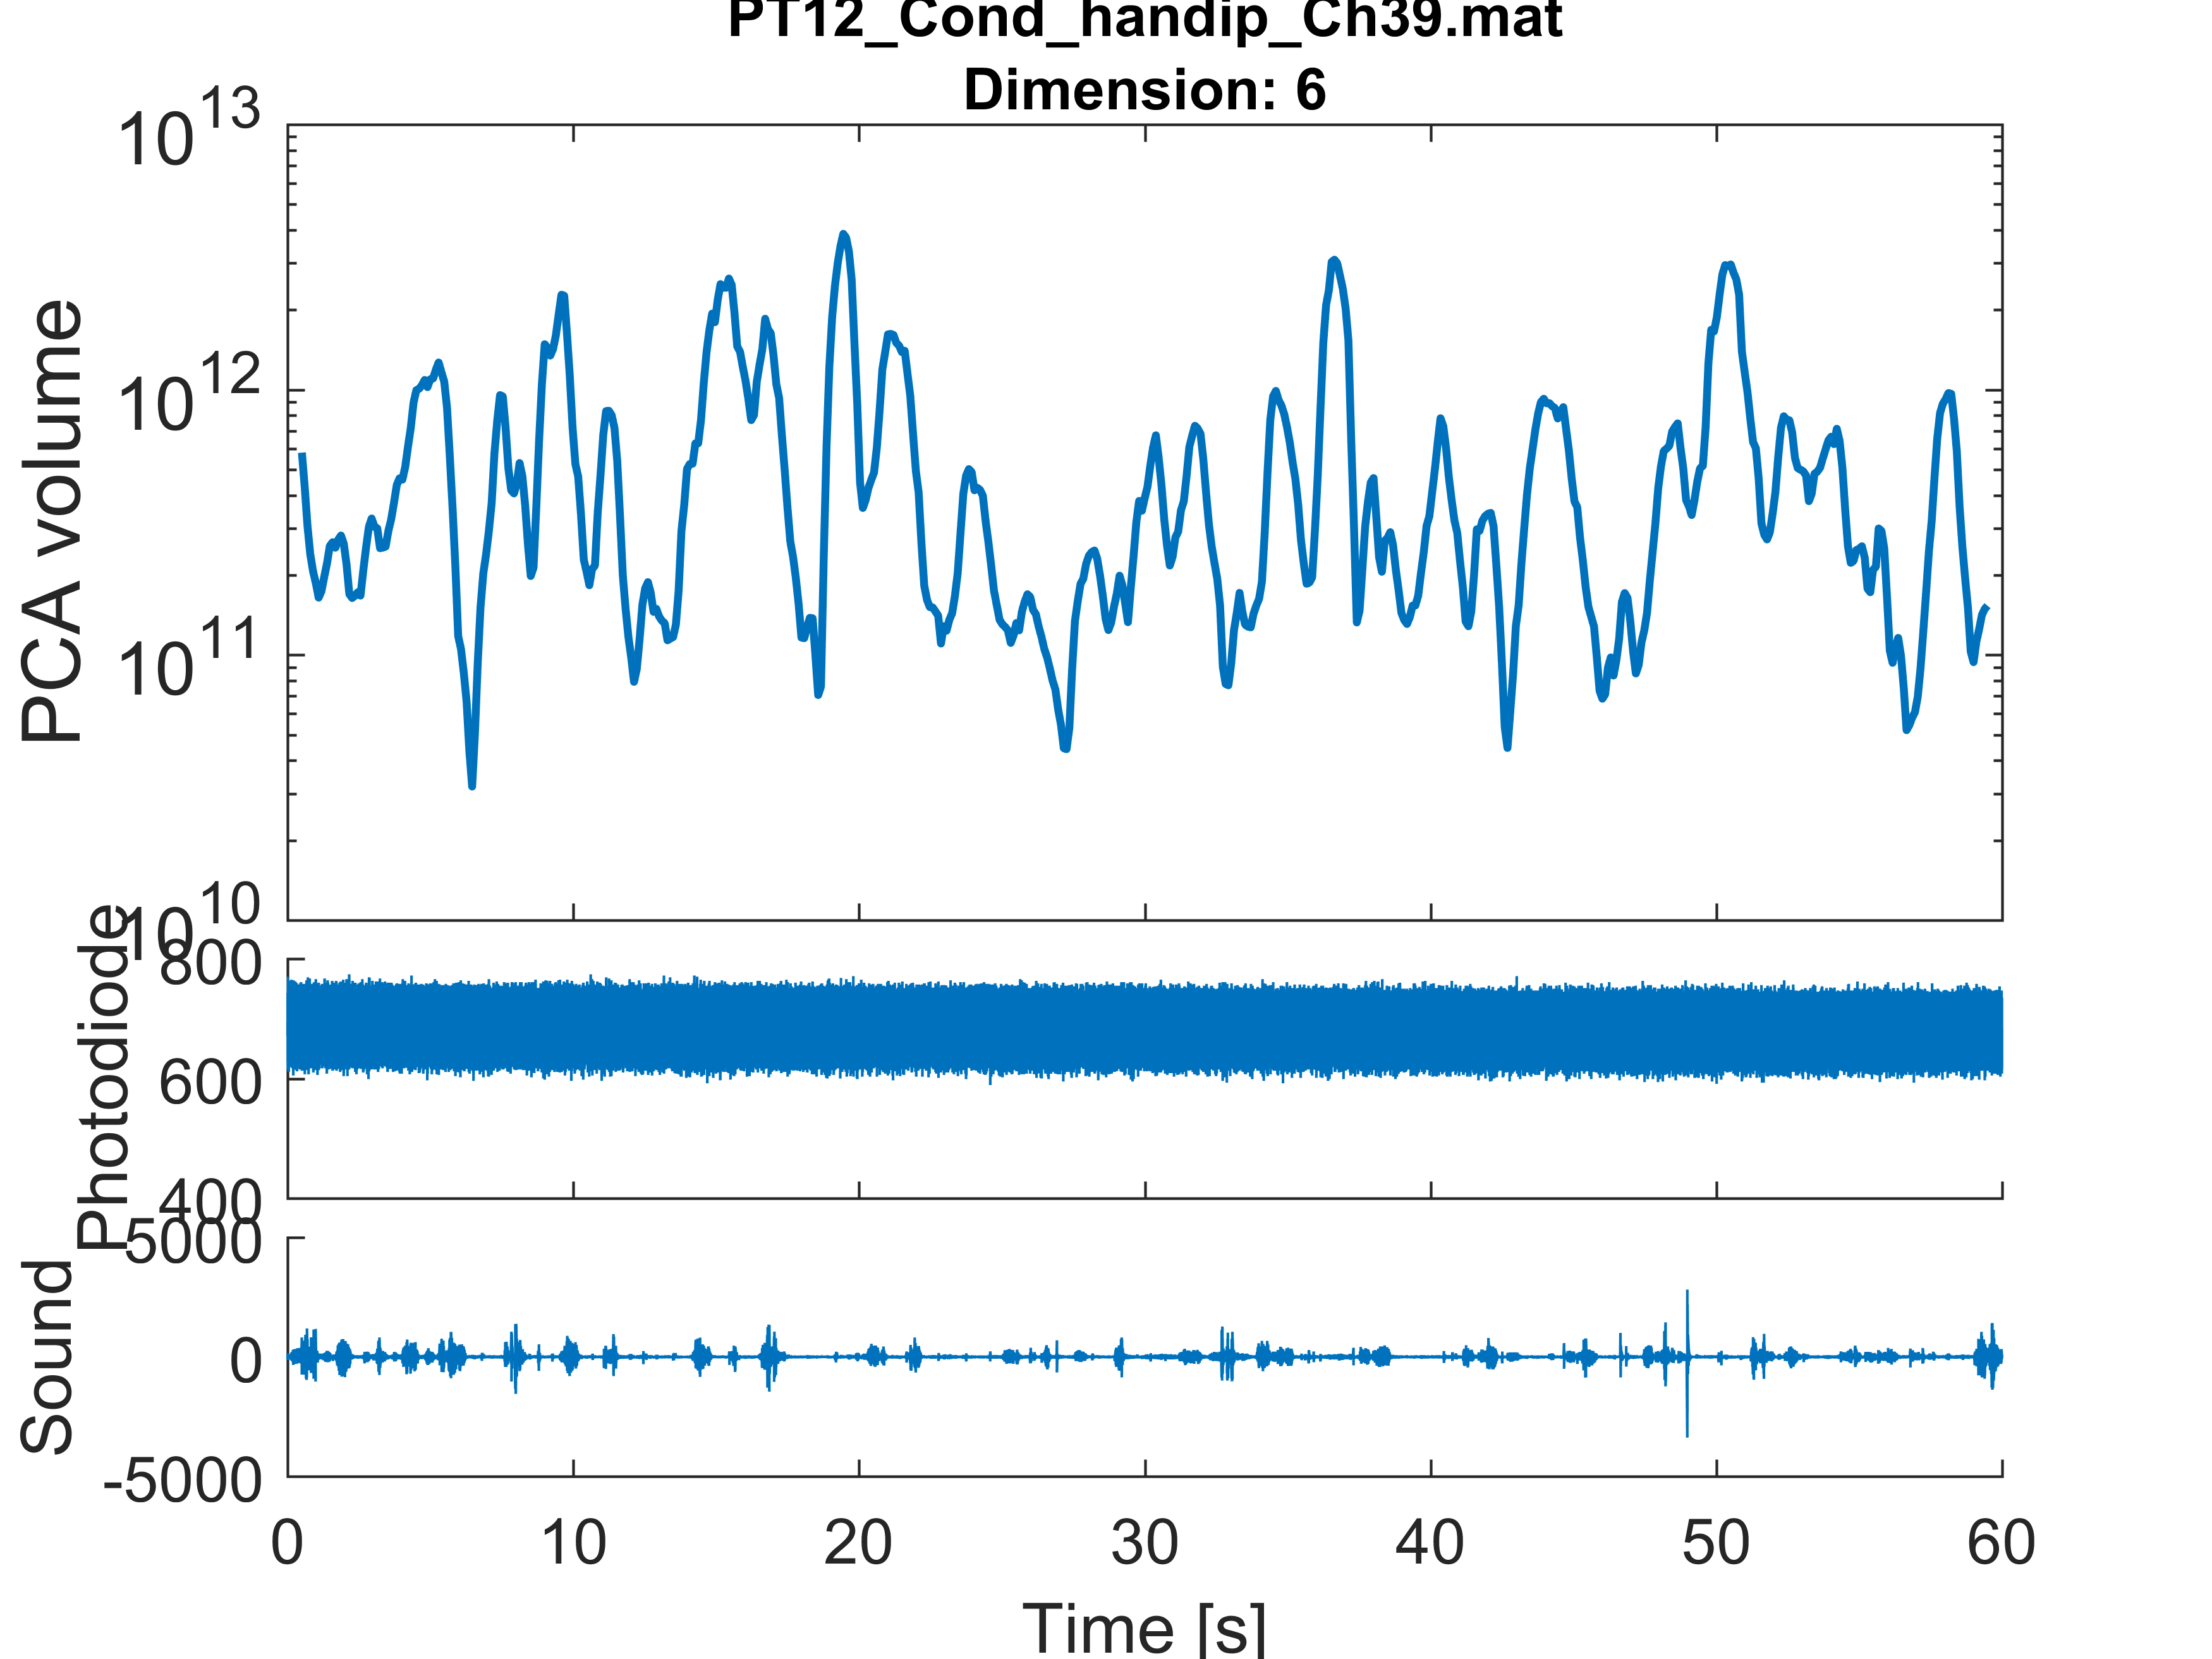 PT12_Cond_handip_Ch39.mat
Dimension: 6
10^13
10^12
10^11
10^10
PCA volume
800
600
400
Photodiode
5000
0
-5000
Sound
0 10 20 30 40 50 60
Time [s]